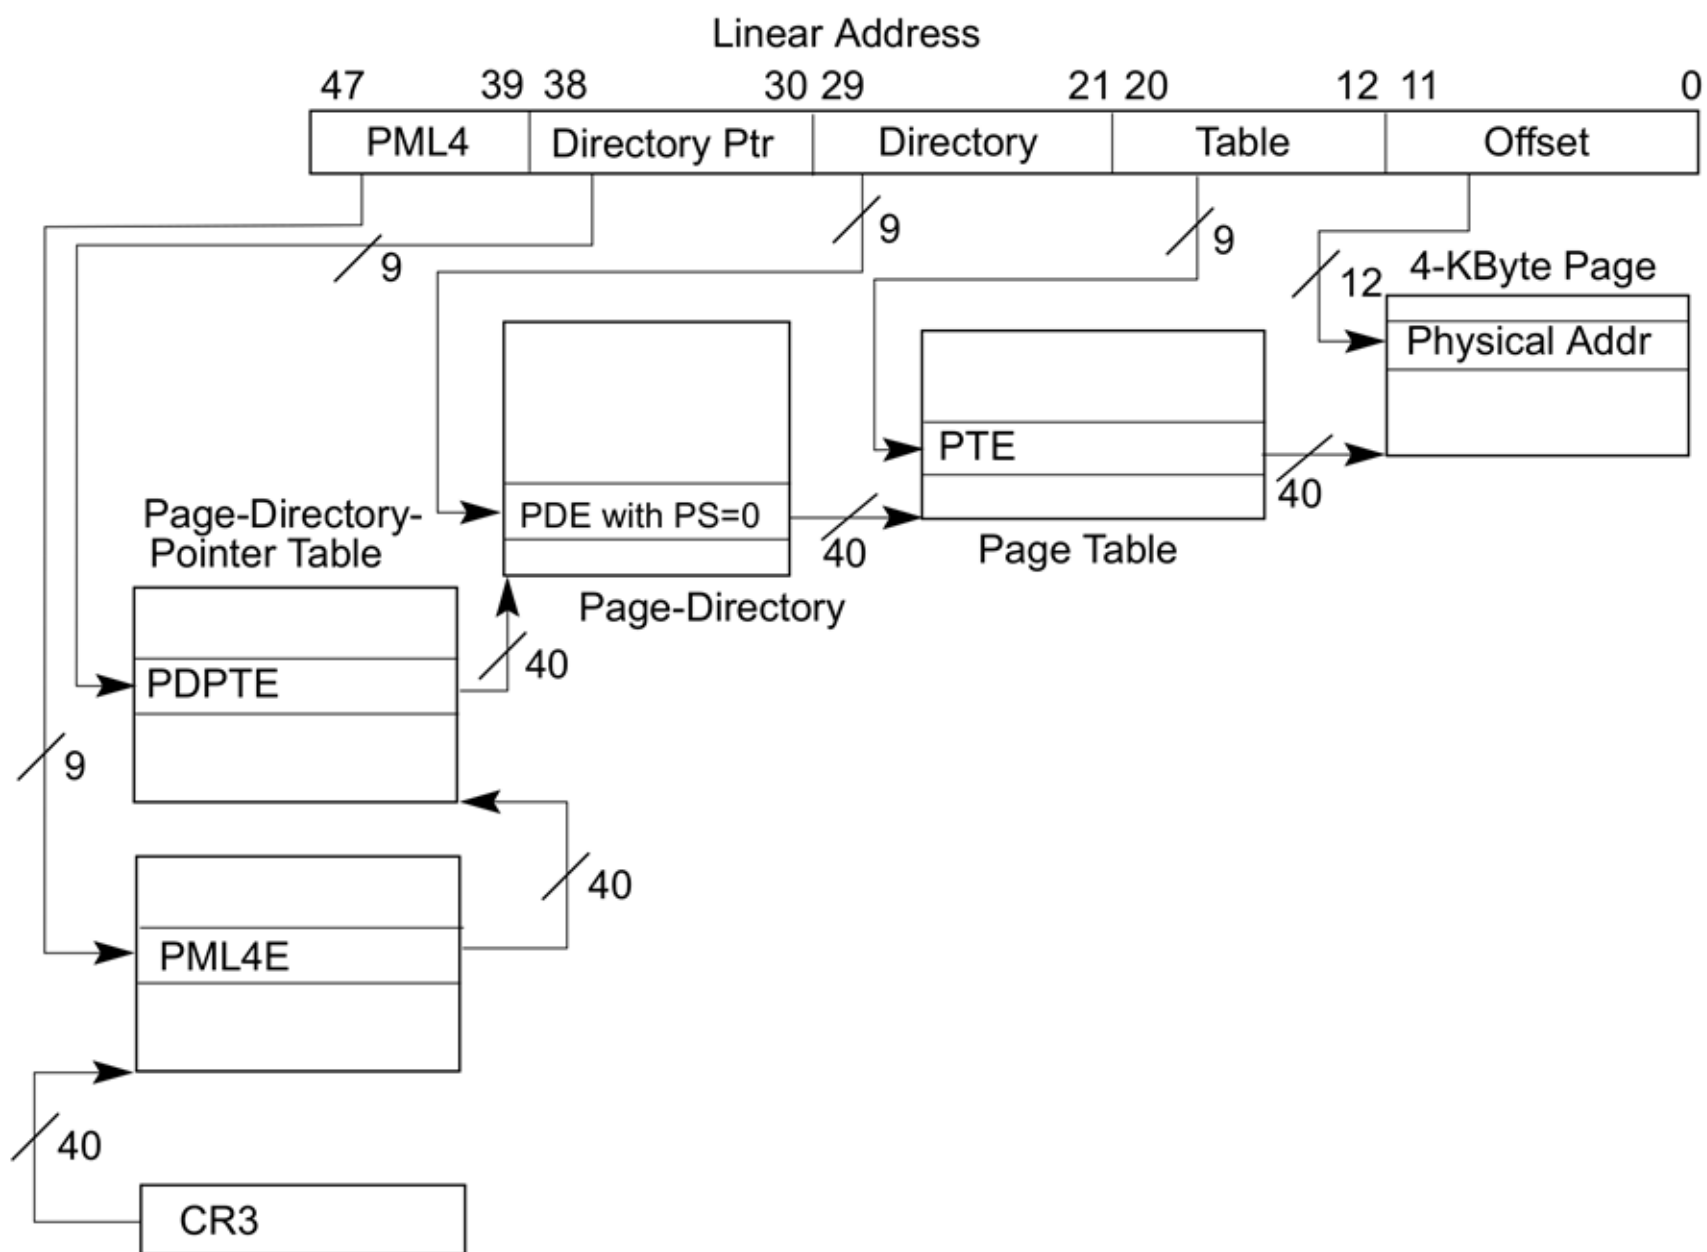 Linear Address
47 39 38 30 29 21 20 12 11 0
PML4 Directory Ptr Directory Table Offset
9 9 9 12
4-KByte Page
Physical Addr
PTE
40
PDE with PS=0
40
Page Table
Page-Directory-
Pointer Table
Page-Directory
40
PDPTE
9
40
PML4E
40
CR3